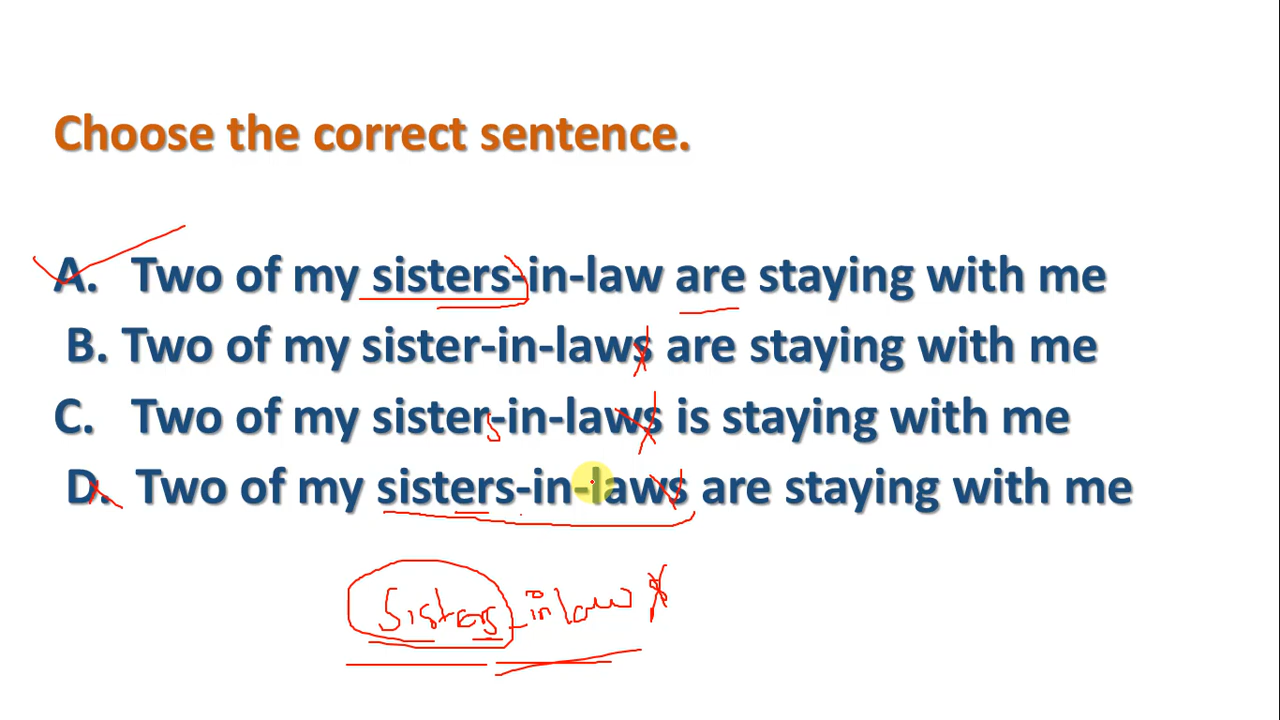 Choose the correct sentence.
A. Two of my sisters-in-law are staying with me
B. Two of my sister-in-laws are staying with me
C. Two of my sister-in-laws is staying with me
s
D. Two of my sisters-in-laws are staying with me
Sisters-in law